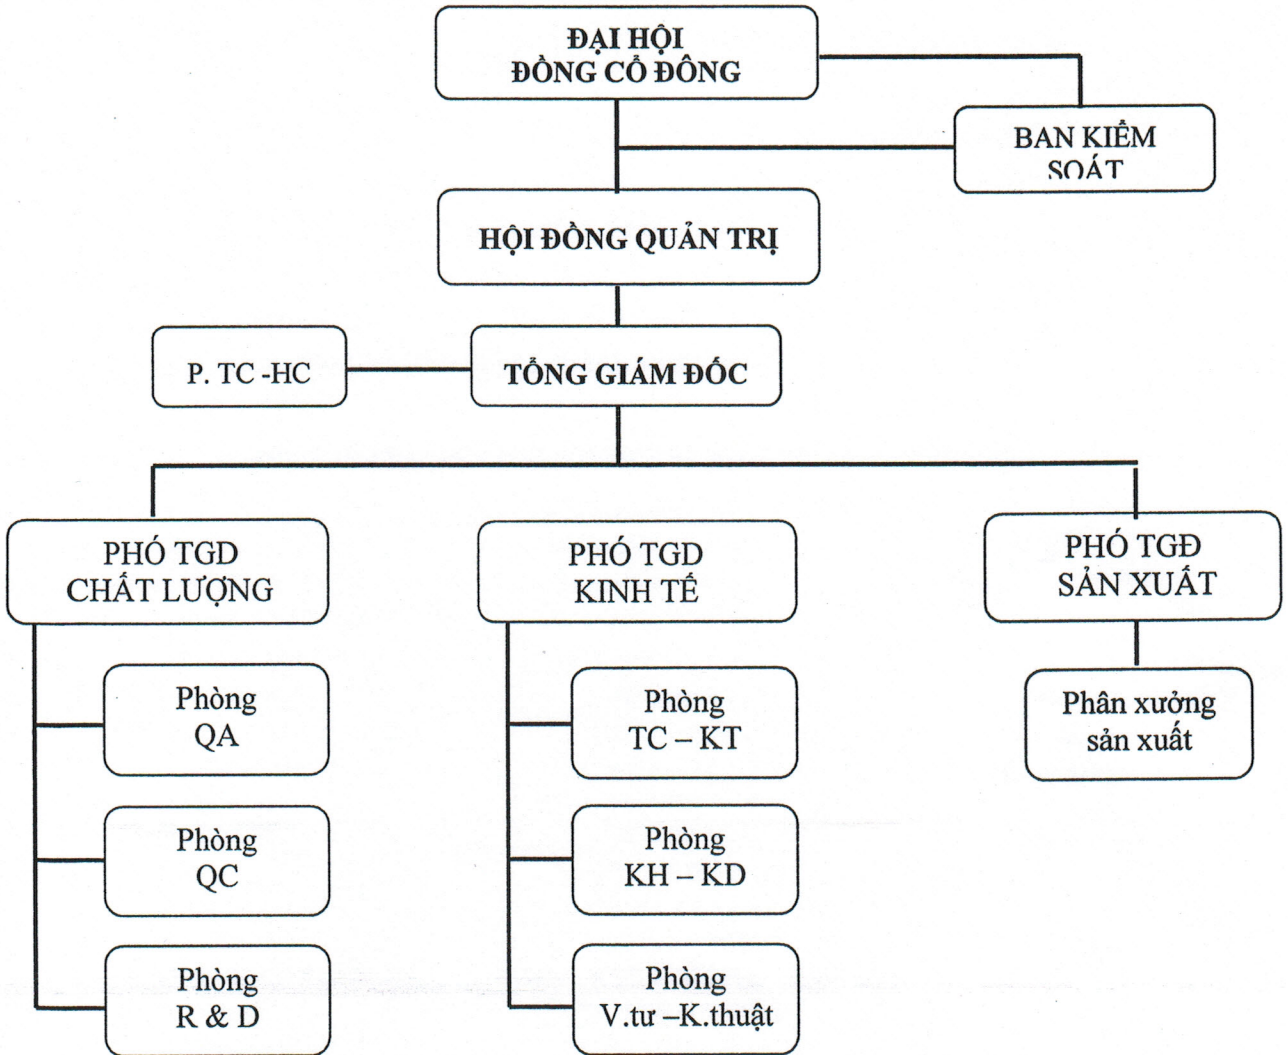 ĐẠI HỘI
ĐỒNG CỔ ĐÔNG
BAN KIỂM
SOÁT
HỘI ĐỒNG QUẢN TRỊ
P. TC -HC
TỔNG GIÁM ĐỐC
PHÓ TGD
CHẤT LƯỢNG
PHÓ TGD
KINH TẾ
PHÓ TGĐ
SẢN XUẤT
Phòng
QA
Phòng
TC – KT
Phân xưởng
sản xuất
Phòng
QC
Phòng
KH – KD
Phòng
R & D
Phòng
V.tư –K.thuật